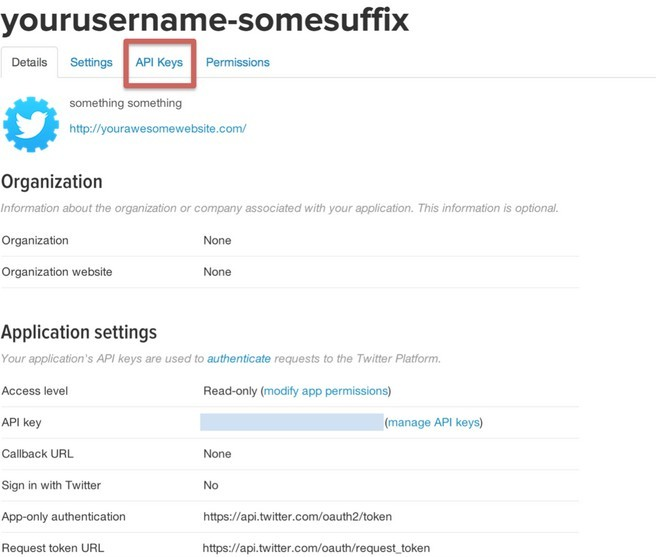 yourusername-somesuffix
Details Settings API Keys Permissions
something something
http://yourawesomewebsite.com/
Organization
Information about the organization or company associated with your application. This information is optional.
Organization None
Organization website None
Application settings
Your application's API keys are used to authenticate requests to the Twitter Platform.
Access level Read-only (modify app permissions)
API key (manage API keys)
Callback URL None
Sign in with Twitter No
App-only authentication https://api.twitter.com/oauth2/token
Request token URL https://api.twitter.com/oauth/request_token